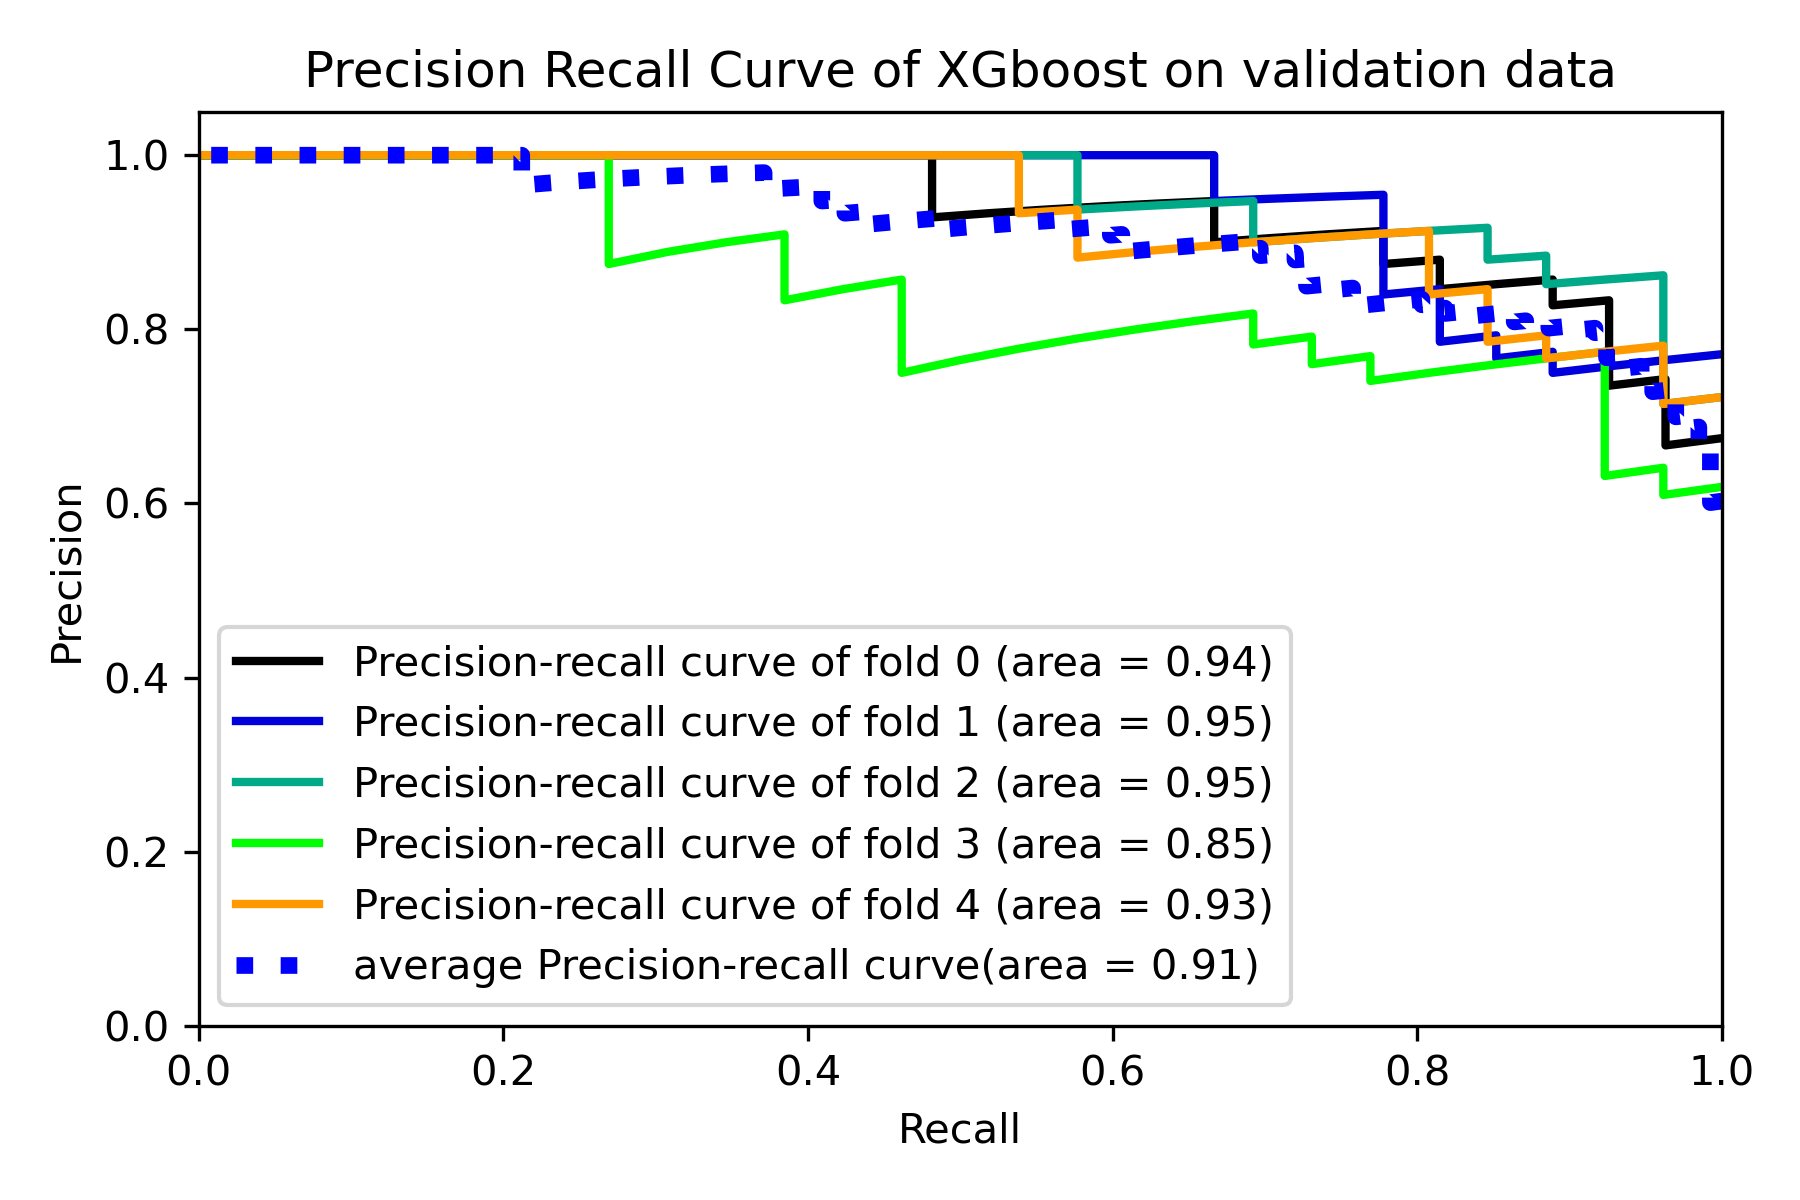 Precision Recall Curve of XGboost on validation data
1.0
0.8
0.6
0.4
0.2
0.0
Precision
Precision-recall curve of fold 0 (area = 0.94)
Precision-recall curve of fold 1 (area = 0.95)
Precision-recall curve of fold 2 (area = 0.95)
Precision-recall curve of fold 3 (area = 0.85)
Precision-recall curve of fold 4 (area = 0.93)
average Precision-recall curve(area = 0.91)
0.0 0.2 0.4 0.6 0.8 1.0
Recall